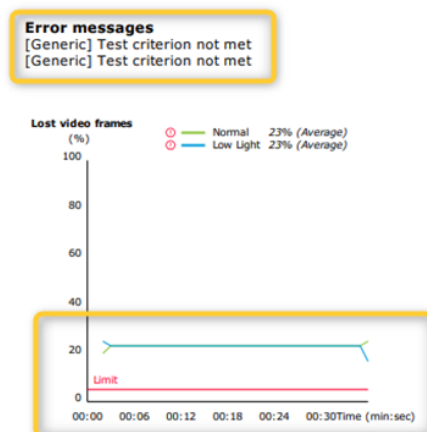 Error messages
[Generic] Test criterion not met
[Generic] Test criterion not met
Lost video frames
(%)
Normal 23% (Average)
Low Light 23% (Average)
100
80
60
40
20
Limit
0
00:00 00:06 00:12 00:18 00:24 00:30Time (min:sec)